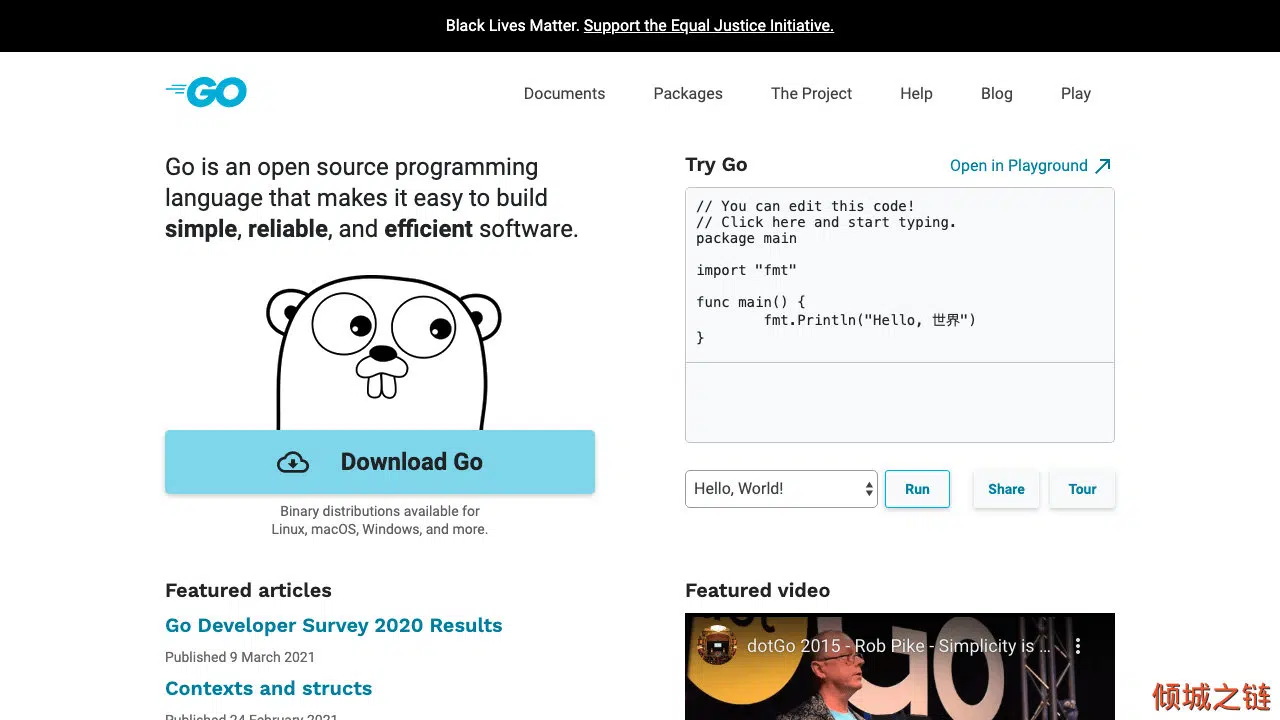 Black Lives Matter. Support the Equal Justice Initiative.
GO
Documents Packages The Project Help Blog Play
Go is an open source programming
language that makes it easy to build
simple, reliable, and efficient software.
Download Go
Binary distributions available for
Linux, macOS, Windows, and more.
Try Go
Open in Playground
// You can edit this code!
// Click here and start typing.
package main
import "fmt"
func main() {
fmt.Println("Hello, 世界")
}
Hello, World!
Run
Share
Tour
Featured articles
Go Developer Survey 2020 Results
Published 9 March 2021
Contexts and structs
Published 24 February 2021
Featured video
dotGo 2015 - Rob Pike - Simplicity is ...
GO
倾城之链